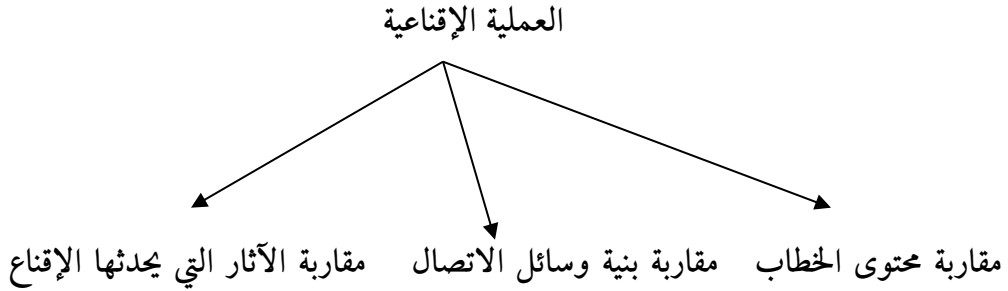 العملية الإقناعية
مقاربة محتوى الخطاب مقاربة بنية وسائل الاتصال مقاربة الآثار التي يحدثها الإقناع